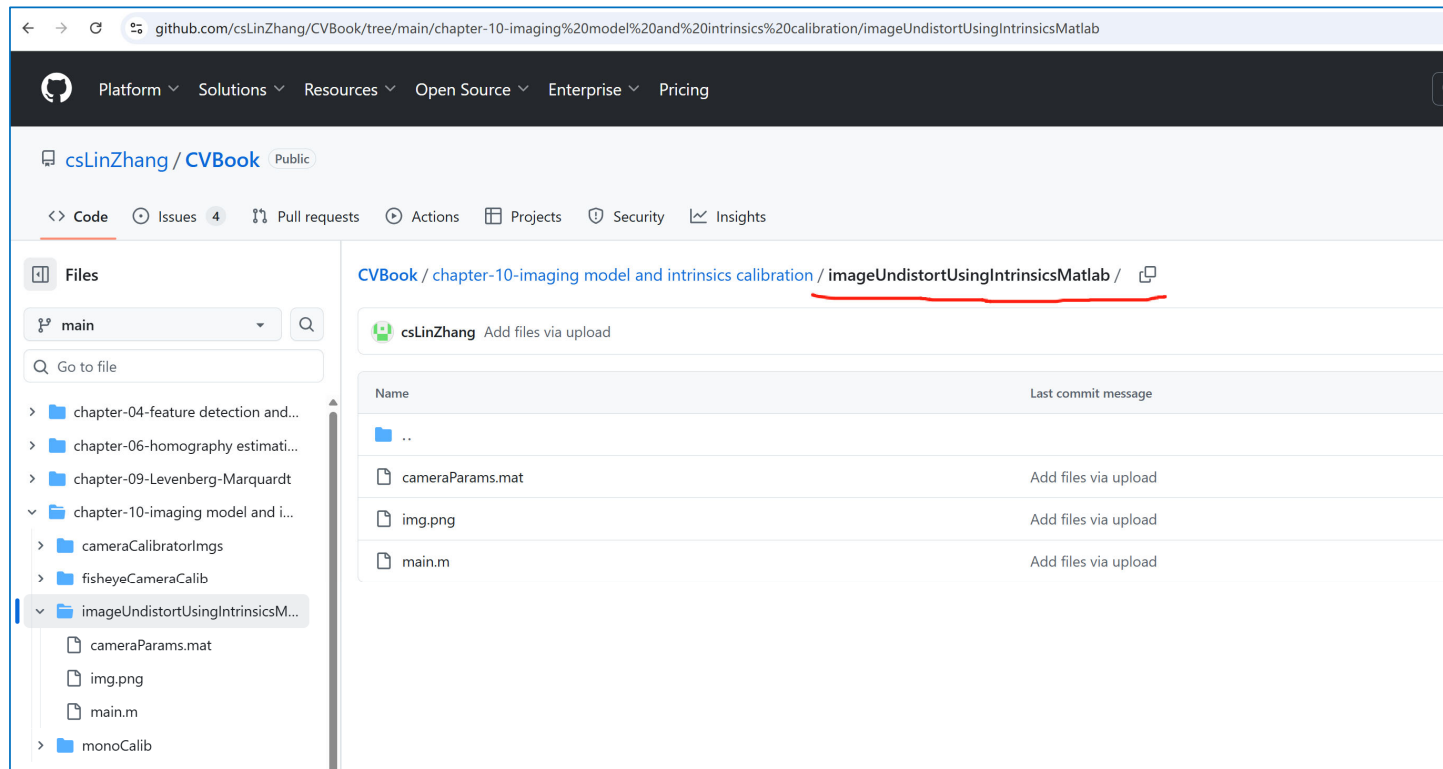 github.com/csLinZhang/CVBook/tree/main/chapter-10-imaging%20model%20and%20intrinsics%20calibration/imageUndistortUsingIntrinsicsMatlab
Platform Solutions Resources Open Source Enterprise Pricing
csLinZhang / CVBook Public
<> Code Issues 4 Pull requests Actions Projects Security Insights
Files
main
Go to file
chapter-04-feature detection and...
chapter-06-homography estimati...
chapter-09-Levenberg-Marquardt
chapter-10-imaging model and i...
cameraCalibratorImgs
fisheyeCameraCalib
imageUndistortUsingIntrinsicsM...
cameraParams.mat
img.png
main.m
monoCalib
CVBook / chapter-10-imaging model and intrinsics calibration / imageUndistortUsingIntrinsicsMatlab /
csLinZhang Add files via upload
Name Last commit message
..
cameraParams.mat Add files via upload
img.png Add files via upload
main.m Add files via upload